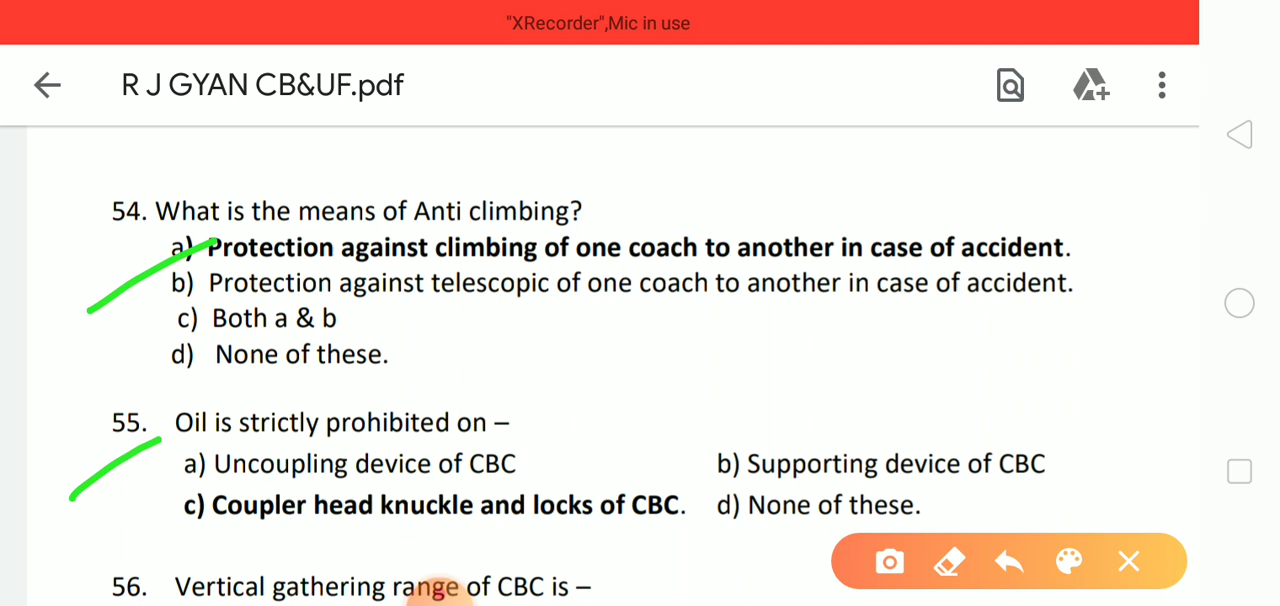 "XRecorder",Mic in use
R J GYAN CB&UF.pdf
54. What is the means of Anti climbing?
a) Protection against climbing of one coach to another in case of accident.
b) Protection against telescopic of one coach to another in case of accident.
c) Both a & b
d) None of these.
55. Oil is strictly prohibited on –
a) Uncoupling device of CBC b) Supporting device of CBC
c) Coupler head knuckle and locks of CBC. d) None of these.
56. Vertical gathering range of CBC is –